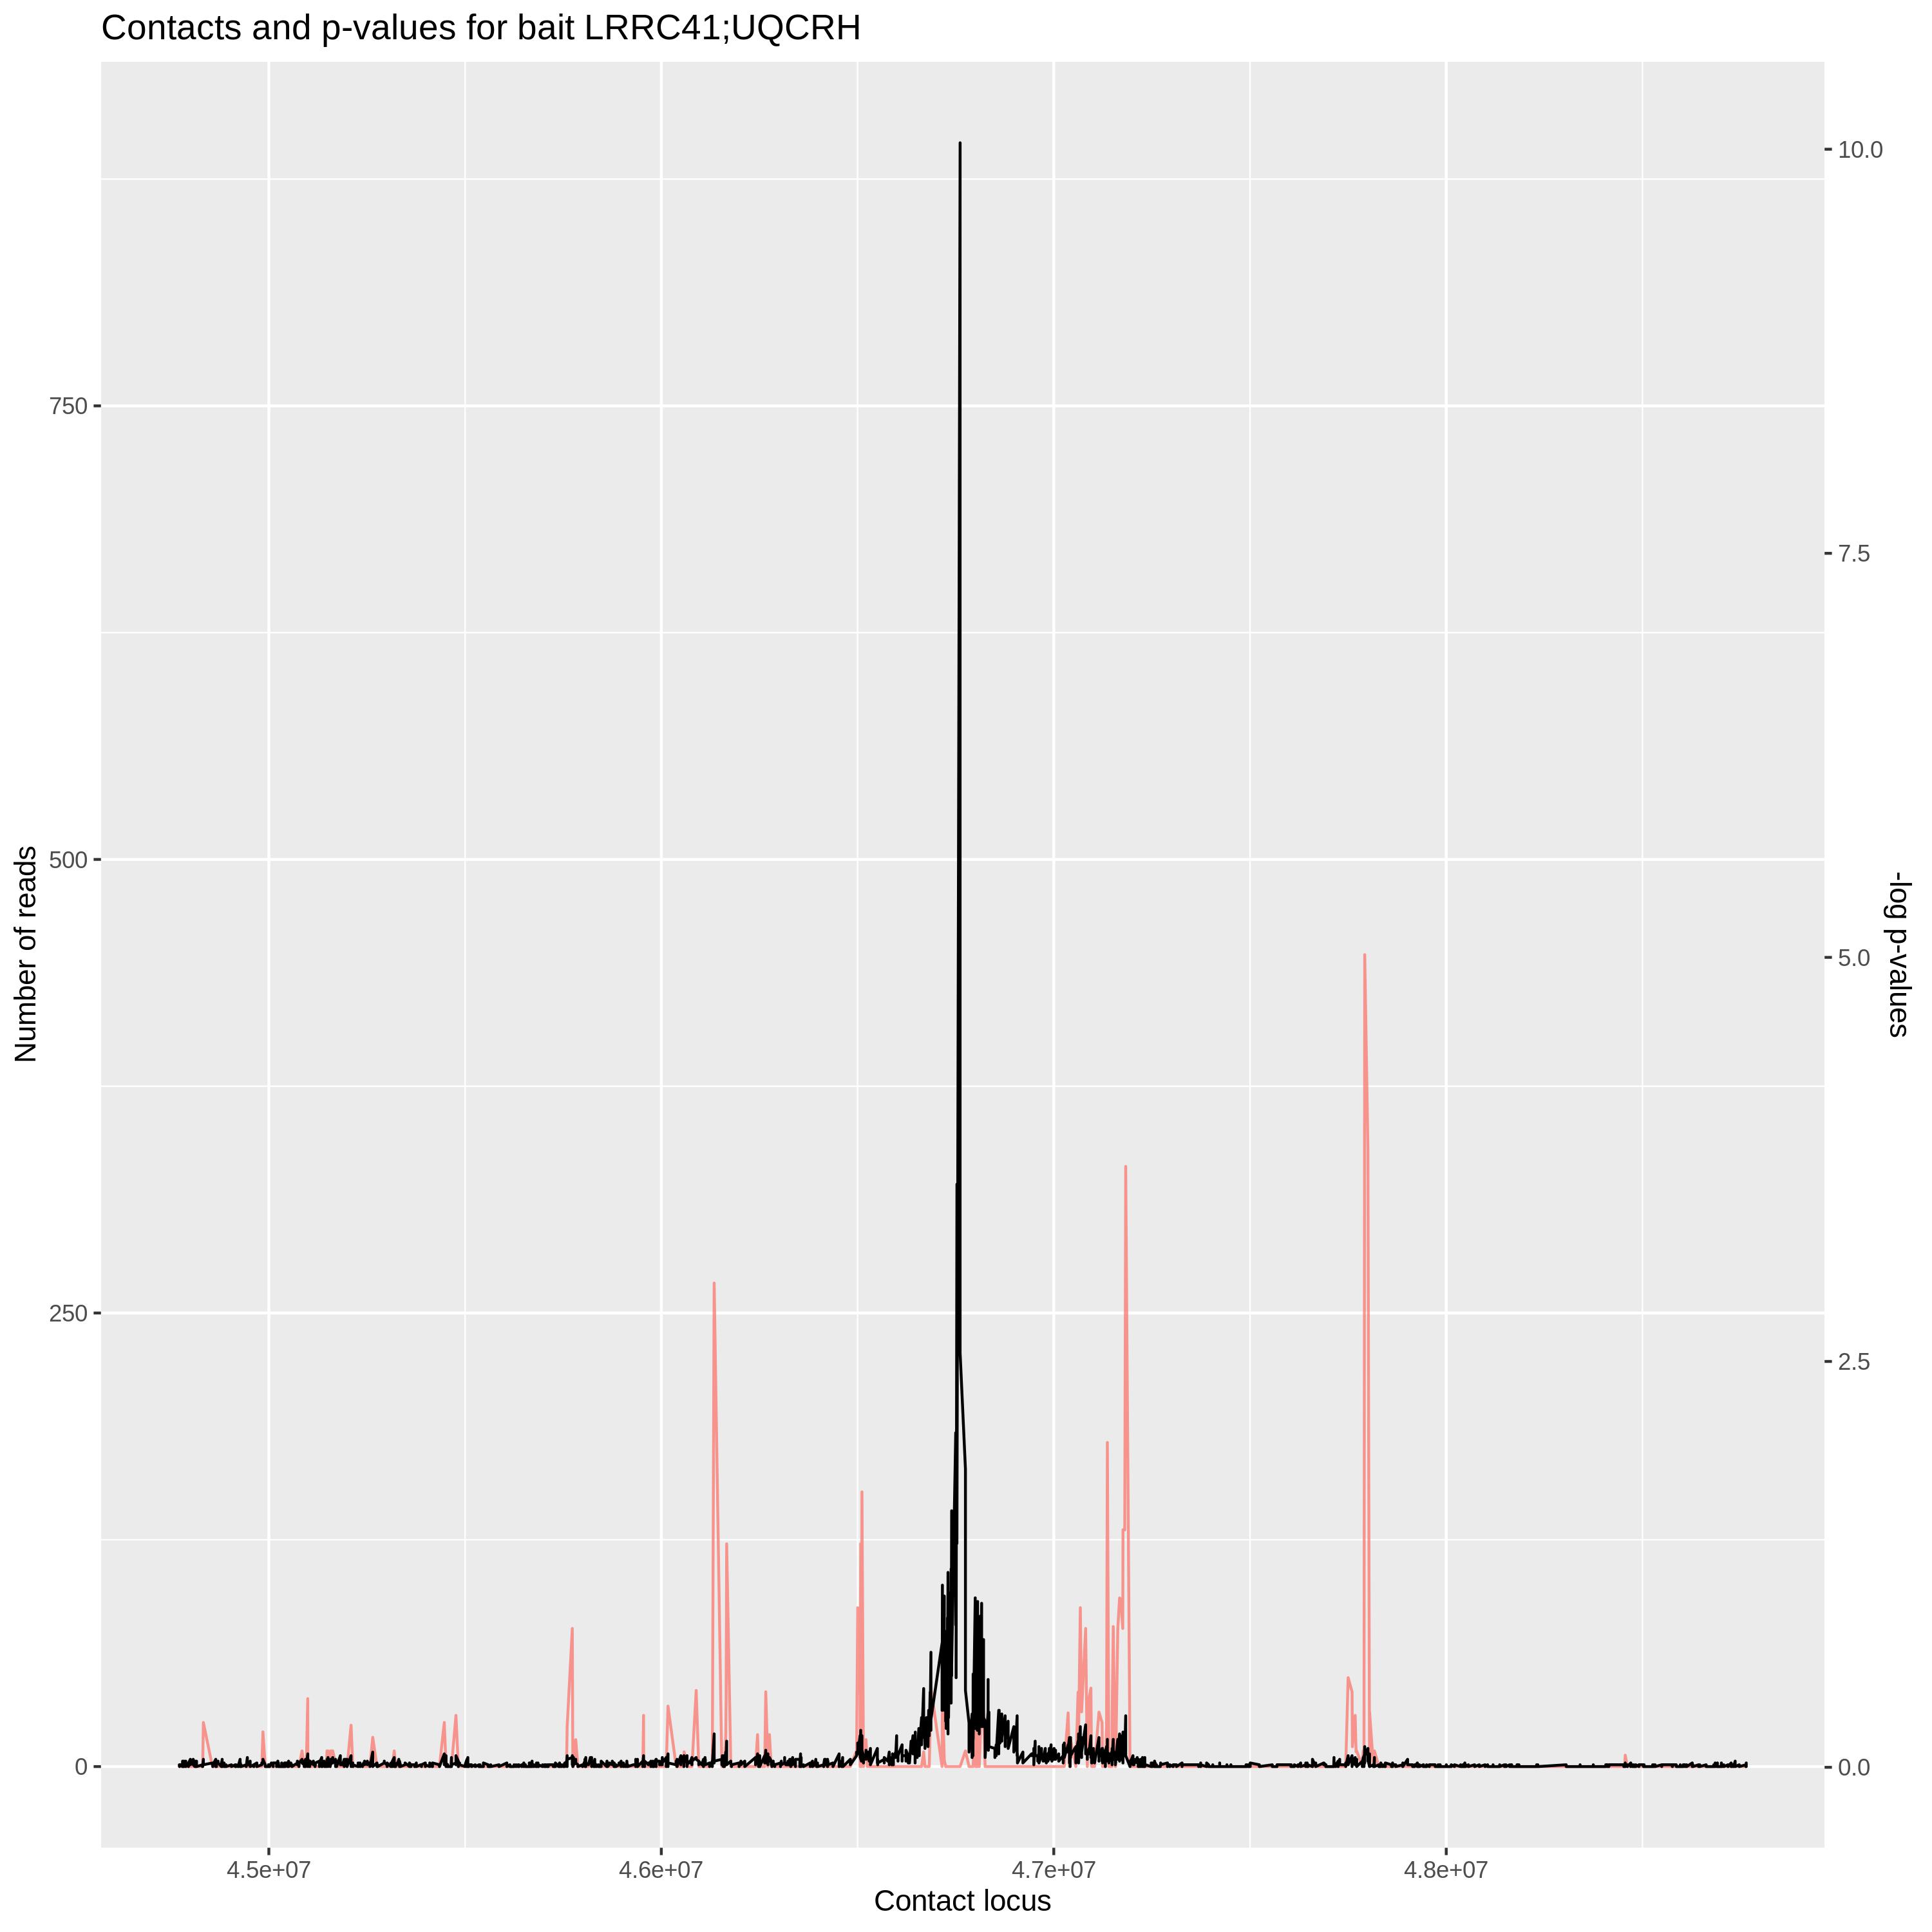 Contacts and p-values for bait LRRC41;UQCRH
10.0
750
7.5
500
5.0
250
2.5
0
0.0
Number of reads
-log p-values
4.5e+07
4.6e+07
4.7e+07
4.8e+07
Contact locus